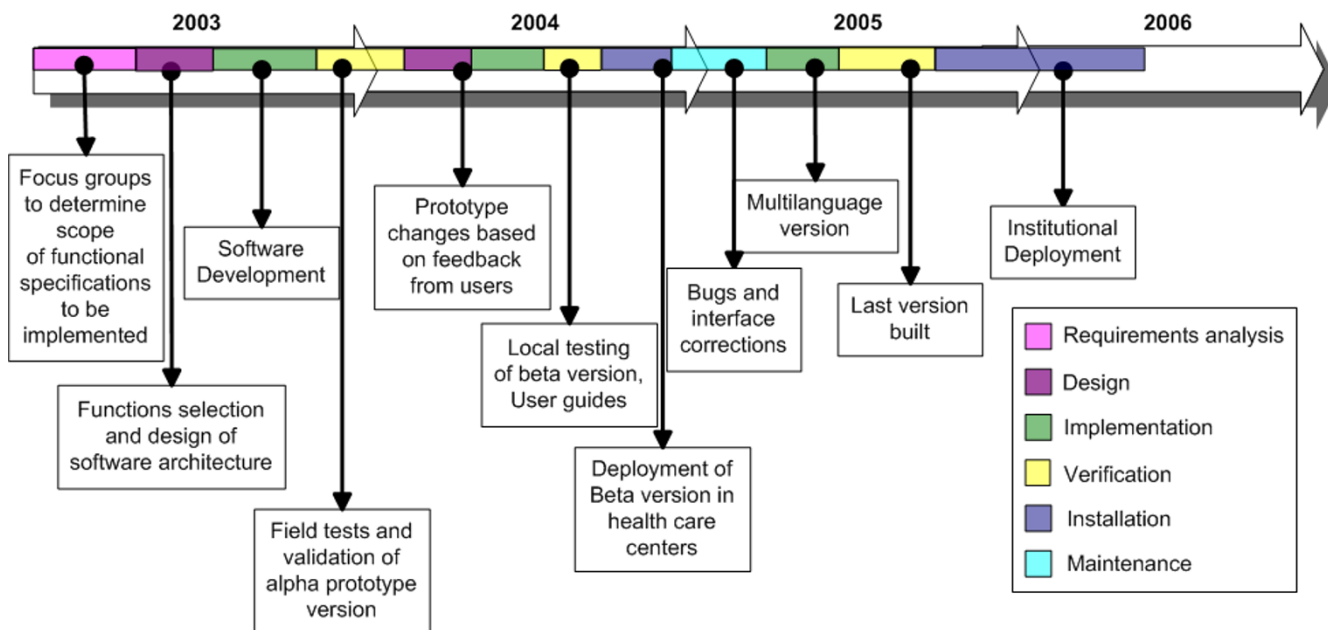 2003
2004
2005
2006
Focus groups
to determine
scope
of functional
specifications
to be
implemented
Functions selection
and design of
software architecture
Software
Development
Field tests and
validation of
alpha prototype
version
Prototype
changes based
on feedback
from users
Local testing
of beta version,
User guides
Deployment of
Beta version in
health care
centers
Bugs and
interface
corrections
Multilanguage
version
Last version
built
Institutional
Deployment
Requirements analysis
Design
Implementation
Verification
Installation
Maintenance